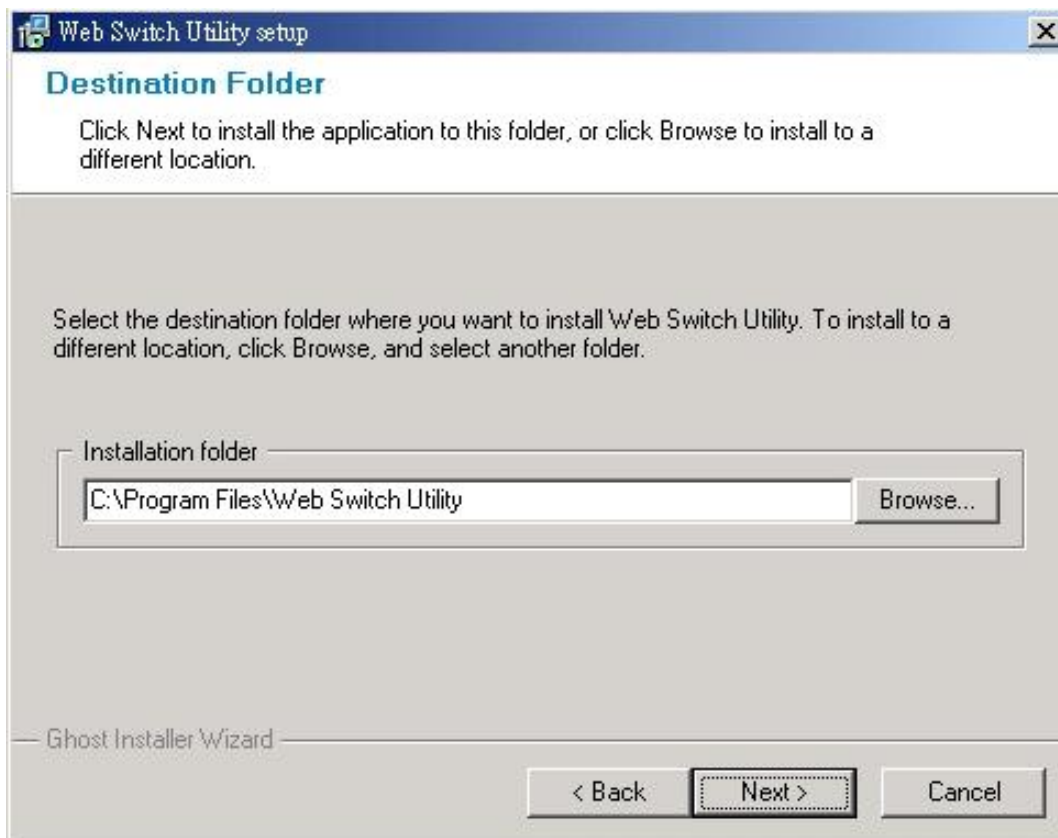 Web Switch Utility setup
Destination Folder
Click Next to install the application to this folder, or click Browse to install to a
different location.
Select the destination folder where you want to install Web Switch Utility. To install to a
different location, click Browse, and select another folder.
Installation folder
C:\Program Files\Web Switch Utility
Browse...
Ghost Installer Wizard
< Back
Next >
Cancel